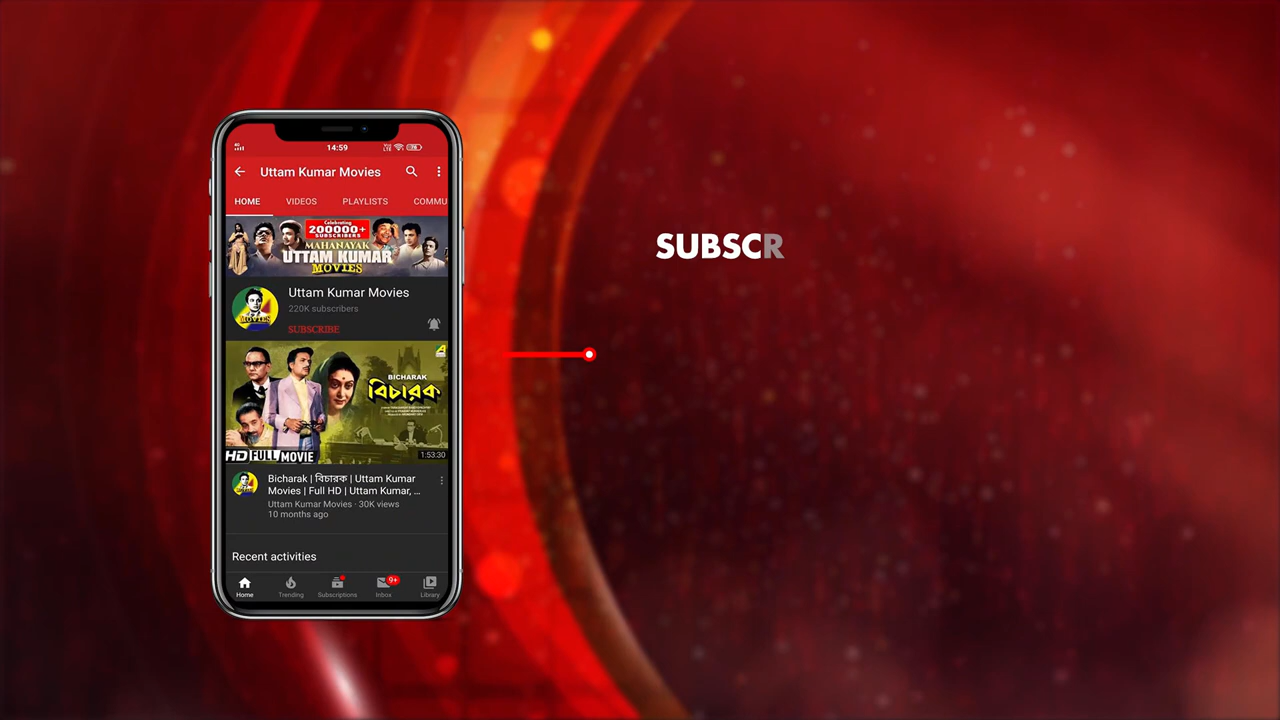 14:59
Uttam Kumar Movies
HOME VIDEOS PLAYLISTS COMMU
Celebrating
200000+
SUBSCRIBERS
MAHANAYAK
UTTAM KUMAR
MOVIES
Uttam Kumar Movies
220K subscribers
SUBSCRIBE
MOVIES
BICHARAK
বিচারক
HD FULL MOVIE
1:53:30
Bicharak | বিচারক | Uttam Kumar
Movies | Full HD | Uttam Kumar, ...
Uttam Kumar Movies · 30K views
10 months ago
Recent activities
9+
Home Trending Subscriptions Inbox Library
SUBSCR